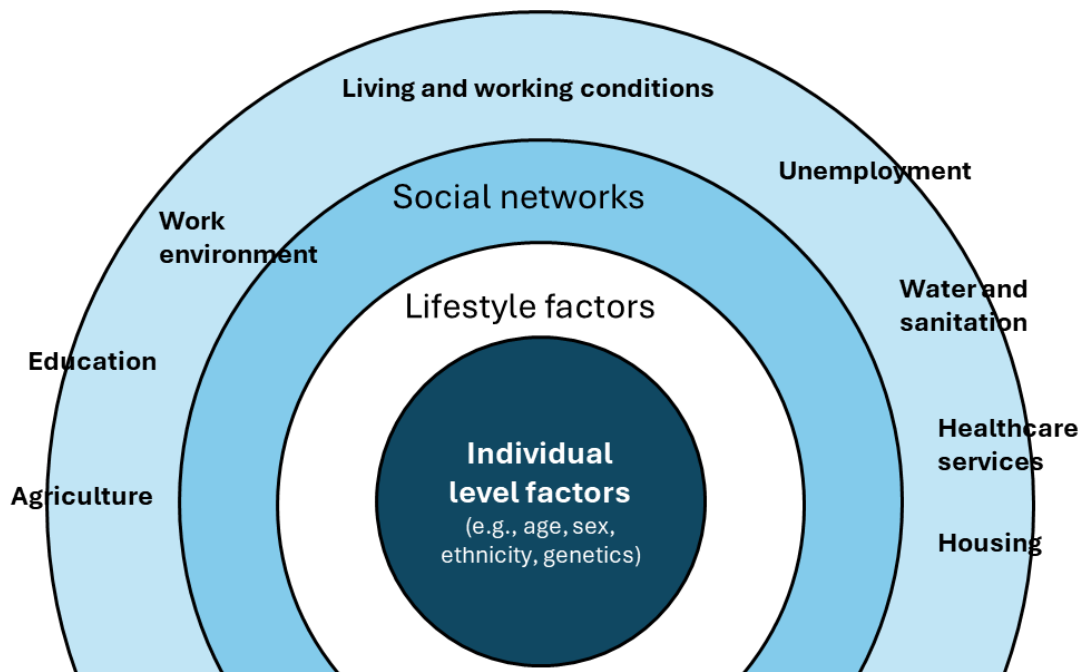 Living and working conditions
Unemployment
Social networks
Work
environment
Water and
sanitation
Lifestyle factors
Education
Healthcare
services
Individual
level factors
(e.g., age, sex,
ethnicity, genetics)
Agriculture
Housing